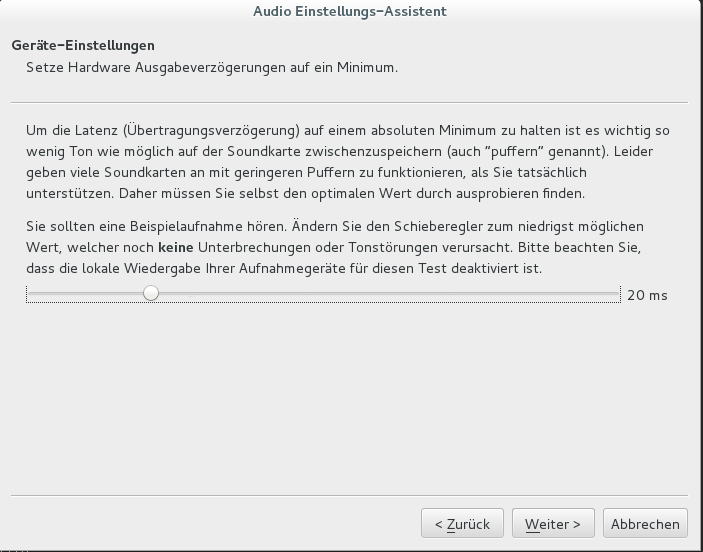 Audio Einstellungs-Assistent
Geräte-Einstellungen
Setze Hardware Ausgabeverzögerungen auf ein Minimum.
Um die Latenz (Übertragungsverzögerung) auf einem absoluten Minimum zu halten ist es wichtig so
wenig Ton wie möglich auf der Soundkarte zwischenzuspeichern (auch "puffern" genannt). Leider
geben viele Soundkarten an mit geringeren Puffern zu funktionieren, als Sie tatsächlich
unterstützen. Daher müssen Sie selbst den optimalen Wert durch ausprobieren finden.
Sie sollten eine Beispielaufnahme hören. Ändern Sie den Schieberegler zum niedrigst möglichen
Wert, welcher noch keine Unterbrechungen oder Tonstörungen verursacht. Bitte beachten Sie,
dass die lokale Wiedergabe Ihrer Aufnahmegeräte für diesen Test deaktiviert ist.
20 ms
< Zurück Weiter > Abbrechen